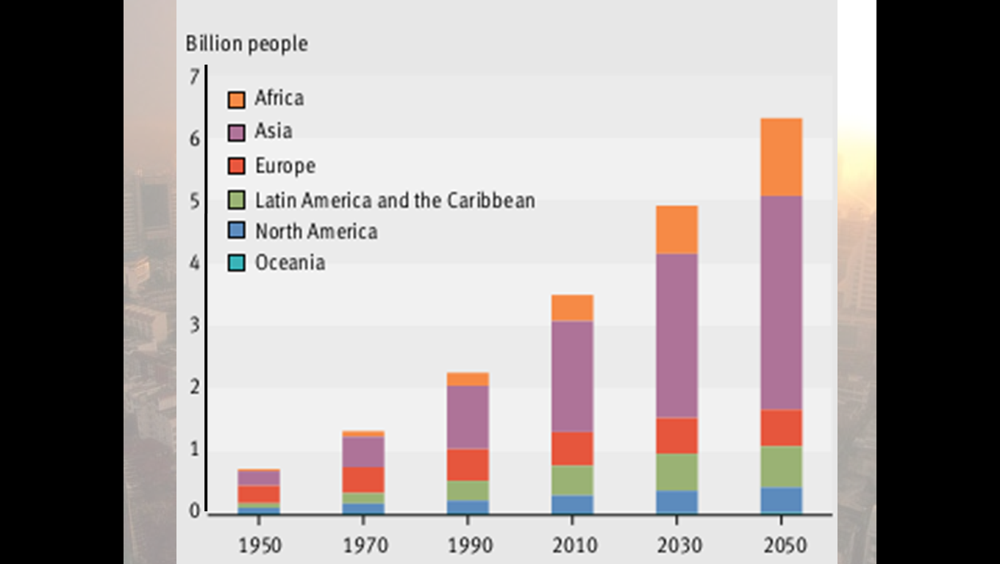 Billion people
7
Africa
Asia
6
Europe
5
Latin America and the Caribbean
North America
4
Oceania
3
2
1
0
1950 1970 1990 2010 2030 2050